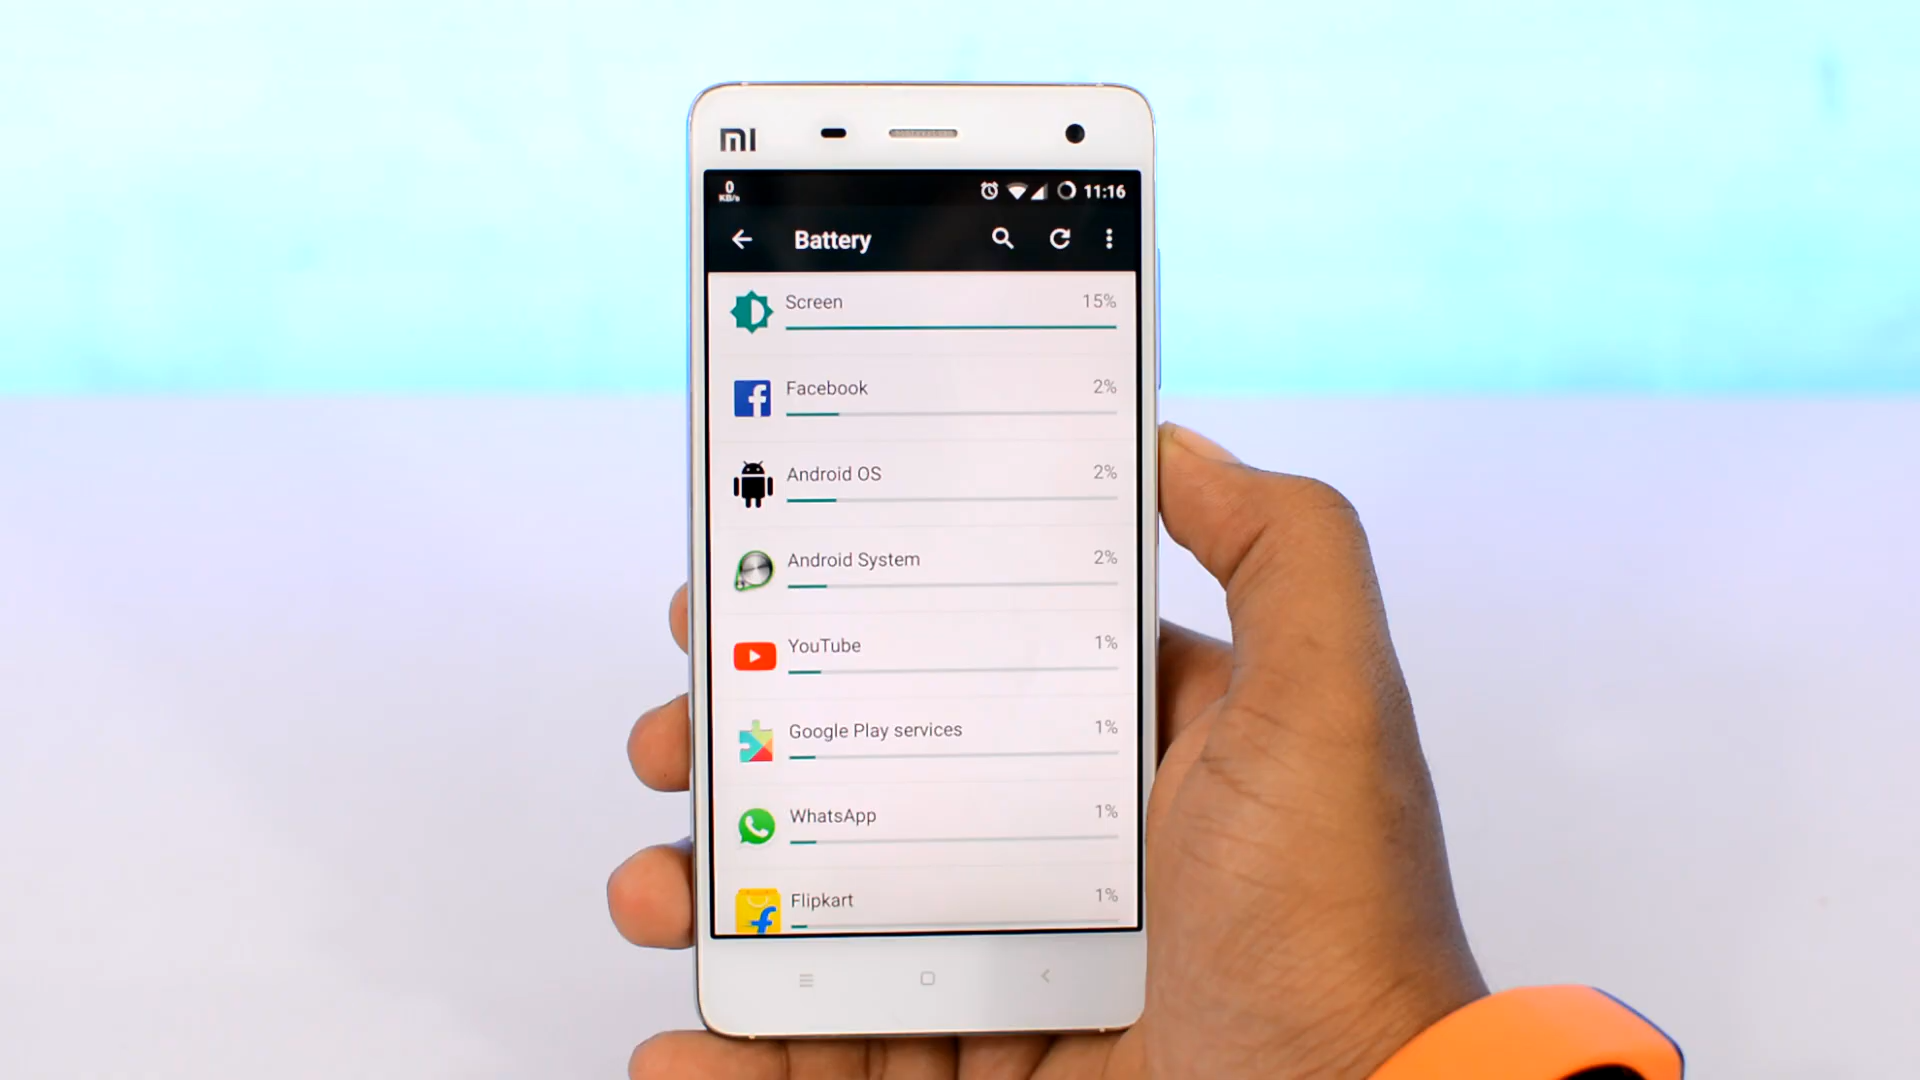 mi
0
KB/s
11:16
Battery
Screen 15%
Facebook 2%
Android OS 2%
Android System 2%
YouTube 1%
Google Play services 1%
WhatsApp 1%
Flipkart 1%